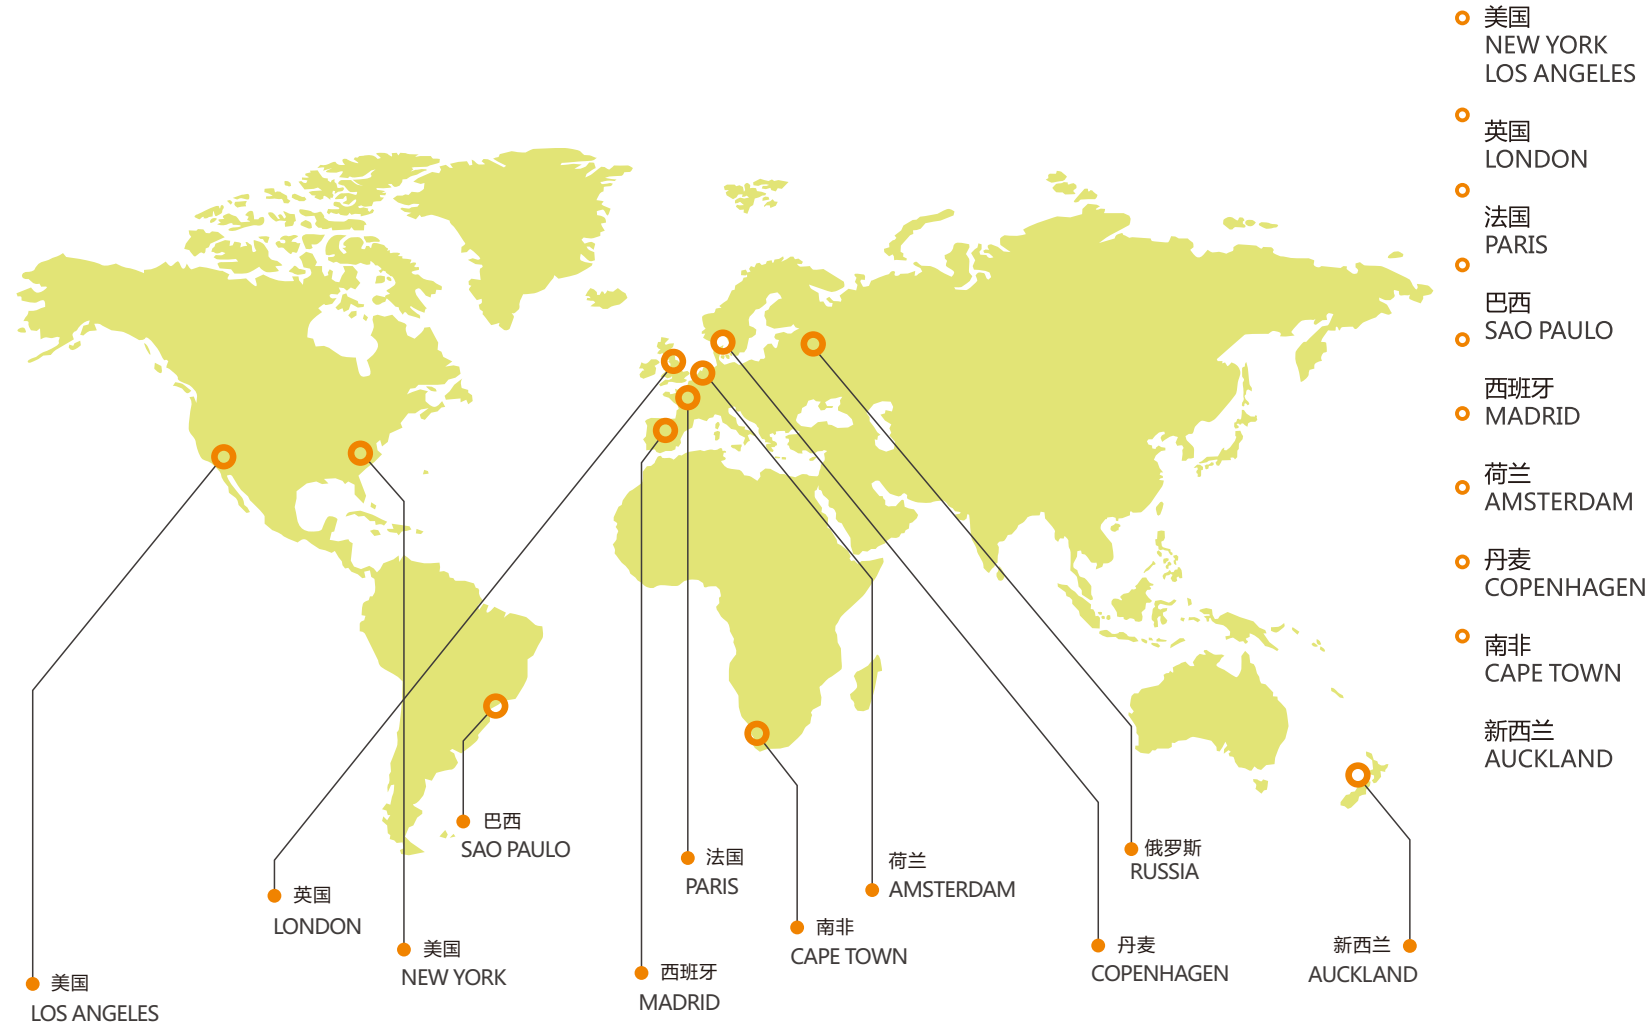 美国
NEW YORK
LOS ANGELES
英国
LONDON
法国
PARIS
巴西
SAO PAULO
西班牙
MADRID
荷兰
AMSTERDAM
丹麦
COPENHAGEN
南非
CAPE TOWN
新西兰
AUCKLAND
巴西
SAO PAULO
法国
PARIS
荷兰
AMSTERDAM
俄罗斯
RUSSIA
英国
LONDON
南非
CAPE TOWN
美国
NEW YORK
丹麦
COPENHAGEN
新西兰
AUCKLAND
西班牙
MADRID
美国
LOS ANGELES